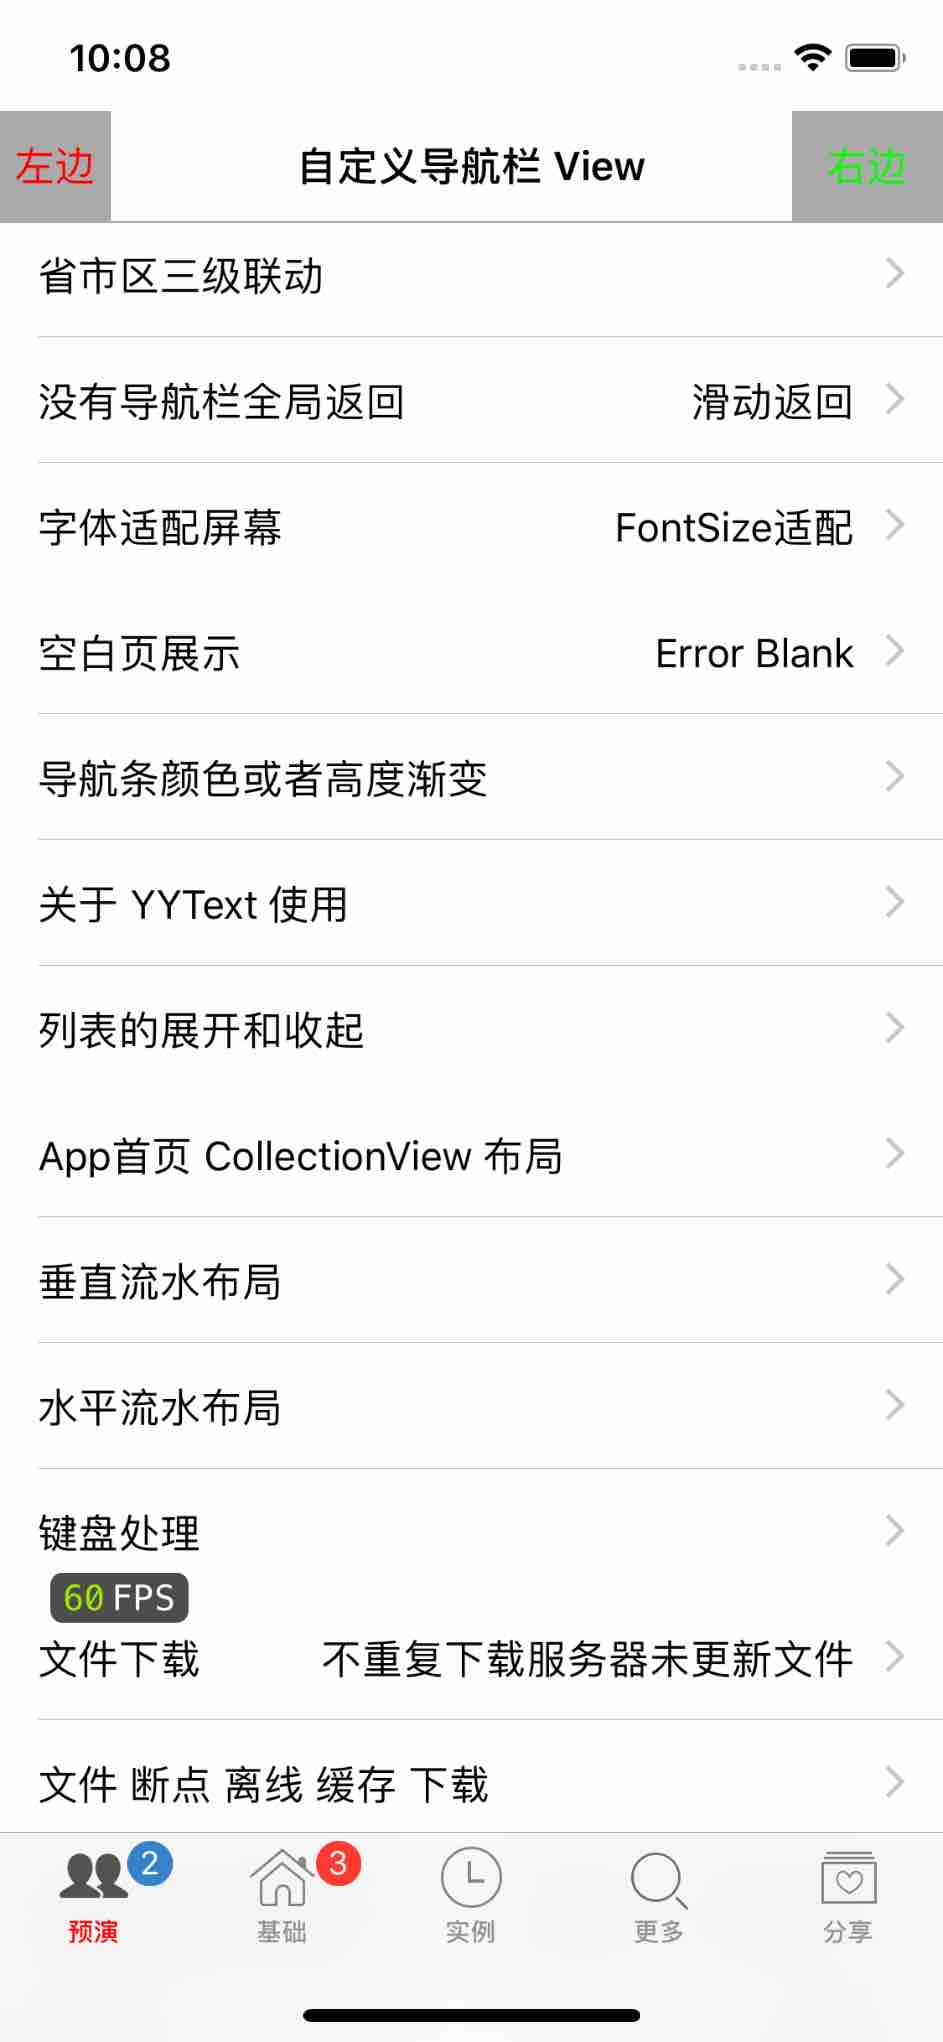 10:08
左边 自定义导航栏 View 右边
省市区三级联动
没有导航栏全局返回 滑动返回
字体适配屏幕 FontSize适配
空白页展示 Error Blank
导航条颜色或者高度渐变
关于 YYText 使用
列表的展开和收起
App首页 CollectionView 布局
垂直流水布局
水平流水布局
键盘处理
60 FPS
文件下载 不重复下载服务器未更新文件
文件 断点 离线 缓存 下载
2 3
预演 基础 实例 更多 分享